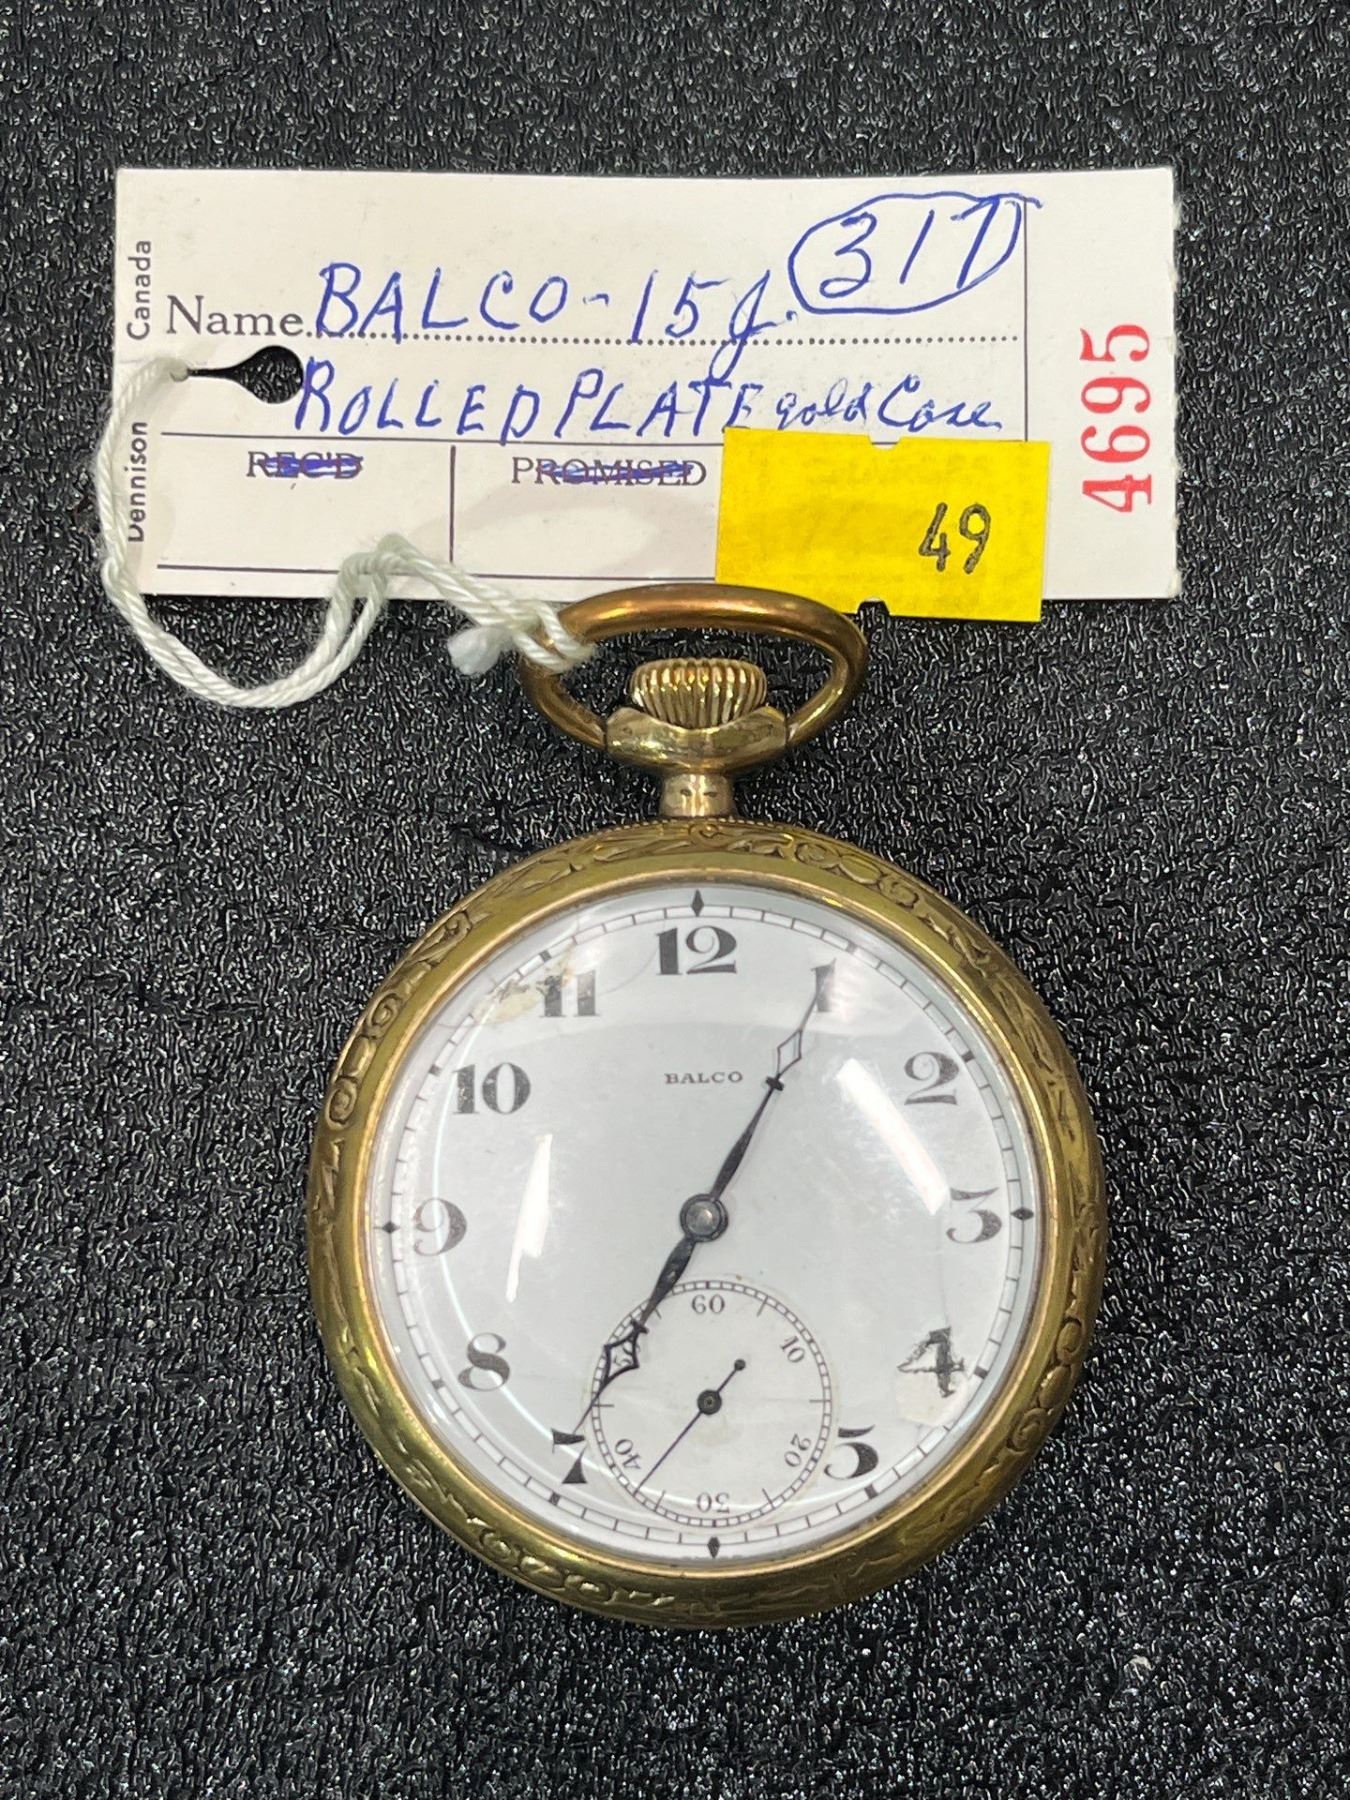 317
Canada
Name BALCO - 15 J.
ROLLED PLATE gold Case
Dennison
REC'D PROMISED
49
4695
12
11 1
10 2
BALCO
9 3
8 4
7 5
60
10
20
30
40